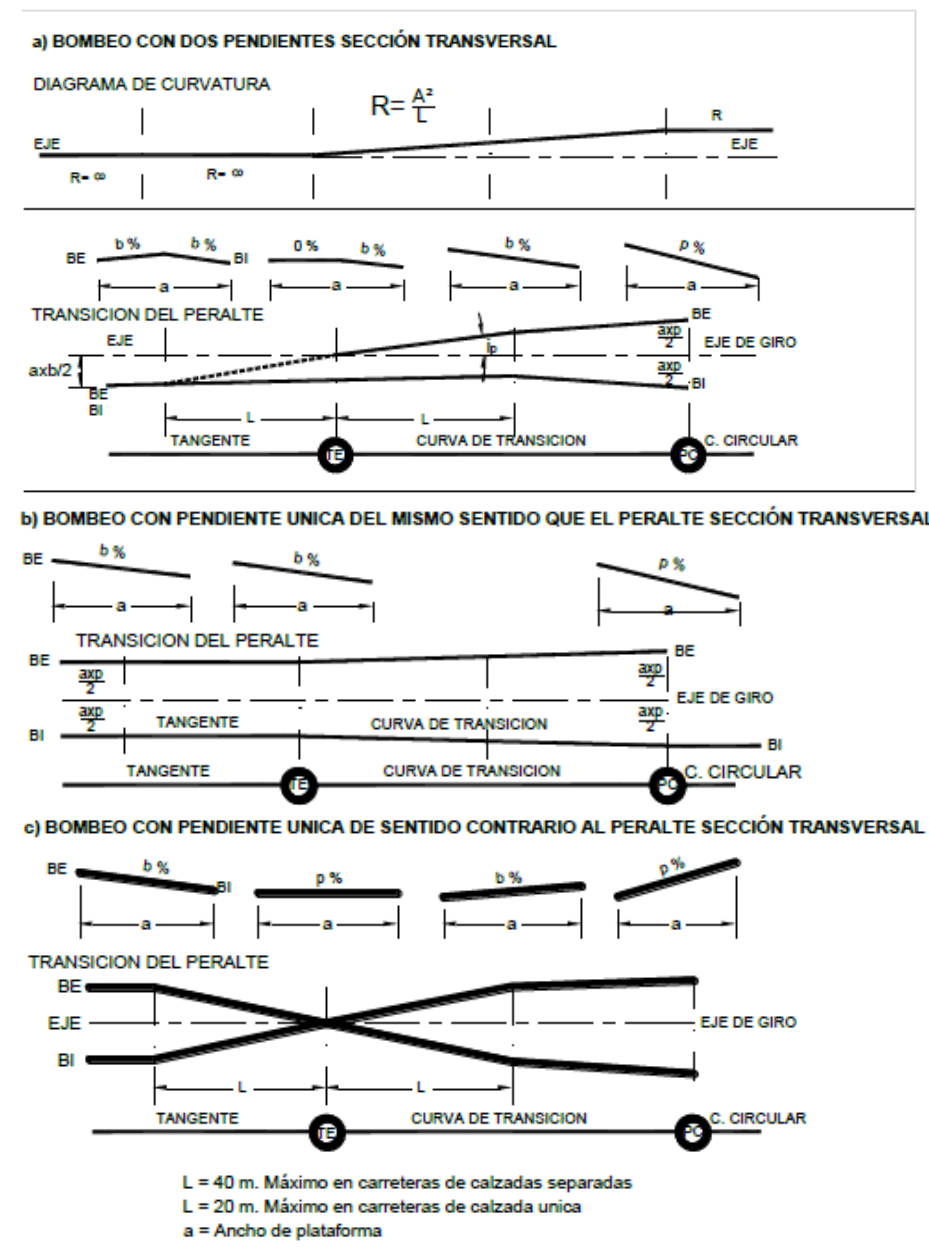 a) BOMBEO CON DOS PENDIENTES SECCIÓN TRANSVERSAL
DIAGRAMA DE CURVATURA
R= A²/L
R
EJE
EJE
R= ∞
R= ∞
b %
b %
0 %
b %
b %
p %
BE
BI
a
a
a
a
TRANSICION DEL PERALTE
BE
EJE
axp/2
EJE DE GIRO
ip
axb/2
axp/2
BI
BE
BI
L
L
TANGENTE
CURVA DE TRANSICION
C. CIRCULAR
TE
PC
b) BOMBEO CON PENDIENTE UNICA DEL MISMO SENTIDO QUE EL PERALTE SECCIÓN TRANSVERSAL
BE
b %
b %
p %
a
a
a
TRANSICION DEL PERALTE
BE
BE
axp/2
axp/2
EJE DE GIRO
axp/2
axp/2
TANGENTE
CURVA DE TRANSICION
BI
BI
TANGENTE
CURVA DE TRANSICION
C. CIRCULAR
TE
PC
c) BOMBEO CON PENDIENTE UNICA DE SENTIDO CONTRARIO AL PERALTE SECCIÓN TRANSVERSAL
BE
b %
BI
p %
b %
p %
a
a
a
a
TRANSICION DEL PERALTE
BE
EJE
EJE DE GIRO
BI
L
L
TANGENTE
CURVA DE TRANSICION
C. CIRCULAR
TE
PC
L = 40 m. Máximo en carreteras de calzadas separadas
L = 20 m. Máximo en carreteras de calzada unica
a = Ancho de plataforma